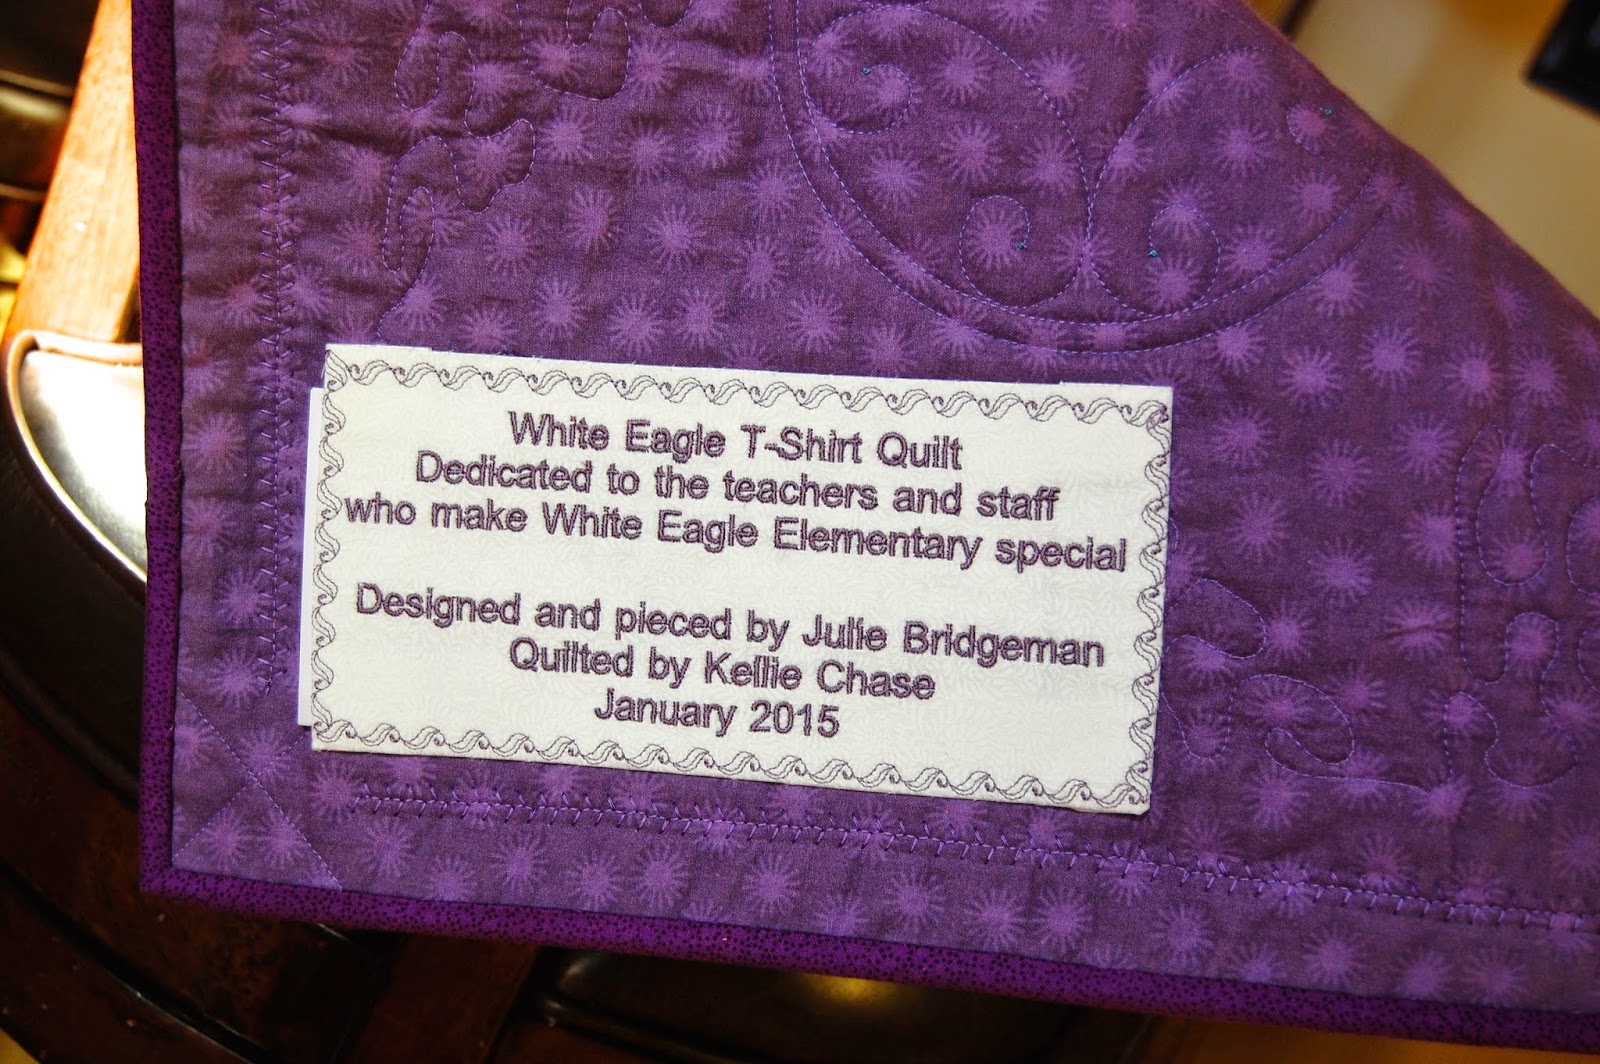 White Eagle T-Shirt Quilt
Dedicated to the teachers and staff
who make White Eagle Elementary special
Designed and pieced by Julie Bridgeman
Quilted by Kellie Chase
January 2015